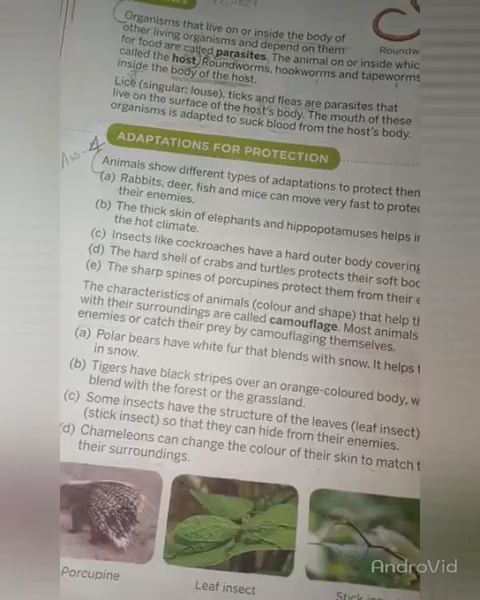 Organisms that live on or inside the body of
other living organisms and depend on them
for food are called parasites. The animal on or inside whic
called the host. Roundworms, hookworms and tapeworms
inside the body of the host.
Roundw
Lice (singular: louse), ticks and fleas are parasites that
live on the surface of the host's body. The mouth of these
organisms is adapted to suck blood from the host's body.
Ans-4
ADAPTATIONS FOR PROTECTION
Animals show different types of adaptations to protect them
(a) Rabbits, deer, fish and mice can move very fast to protec
their enemies.
(b) The thick skin of elephants and hippopotamuses helps in
the hot climate.
(c) Insects like cockroaches have a hard outer body covering
(d) The hard shell of crabs and turtles protects their soft bod
(e) The sharp spines of porcupines protect them from their e
The characteristics of animals (colour and shape) that help th
with their surroundings are called camouflage. Most animals
enemies or catch their prey by camouflaging themselves.
(a) Polar bears have white fur that blends with snow. It helps t
in snow.
(b) Tigers have black stripes over an orange-coloured body, w
blend with the forest or the grassland.
(c) Some insects have the structure of the leaves (leaf insect)
(stick insect) so that they can hide from their enemies.
(d) Chameleons can change the colour of their skin to match t
their surroundings.
Porcupine
Leaf insect
Stick
AndroVid